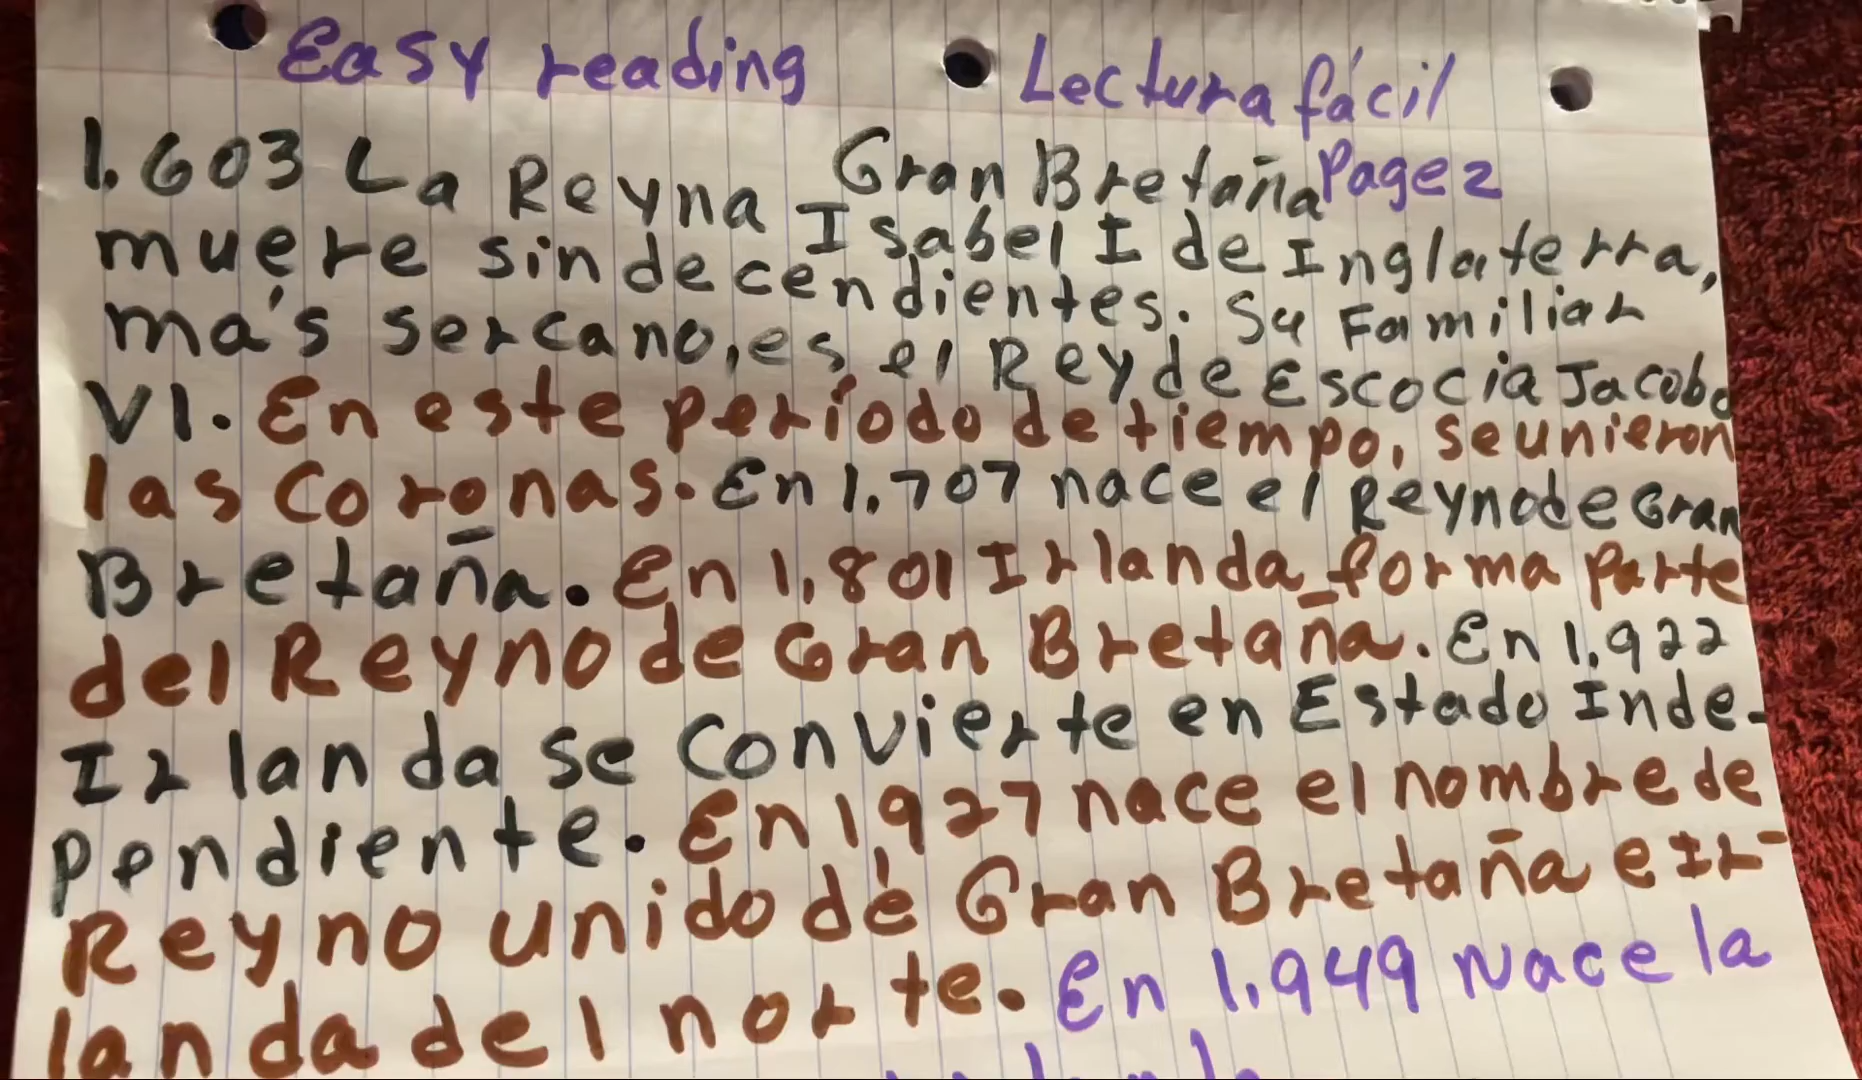 Easy reading Lectura fácil
Gran Bretaña Page 2
1.603 La Reyna Isabel I de Inglaterra,
muere sin decendientes. Su Familiar
más sercano, es el Rey de Escocia Jacobo
VI. En este período de tiempo, se unieron
las Coronas. En 1.707 nace el Reyno de Gran
Bretaña. En 1.801 Irlanda forma parte
del Reyno de Gran Bretaña. En 1.922
Irlanda se convierte en Estado Inde-
pendiente. En 1927 nace el nombre de
Reyno unido de Gran Bretaña e Ir-
landa del norte. En 1.949 Nace la